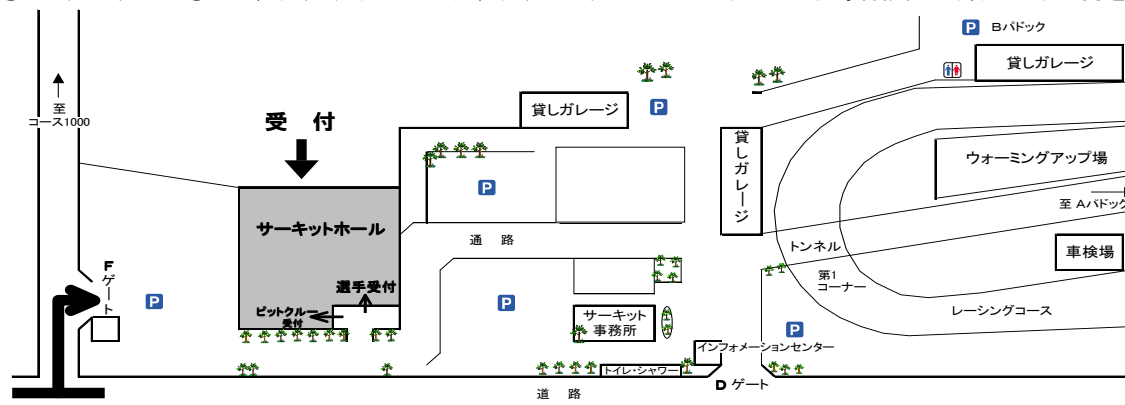 P Bパドック
貸しガレージ
至
コース1000
受 付
貸しガレージ
P
貸しガレージ
ウォーミングアップ場
P
至 Aパドック
サーキットホール
通 路
トンネル
車検場
Fゲート
P
選手受付
ピットクルー
受付
P
第1
コーナー
サーキット
事務所
レーシングコース
P
インフォメーションセンター
トイレ・シャワー
D ゲート
道 路